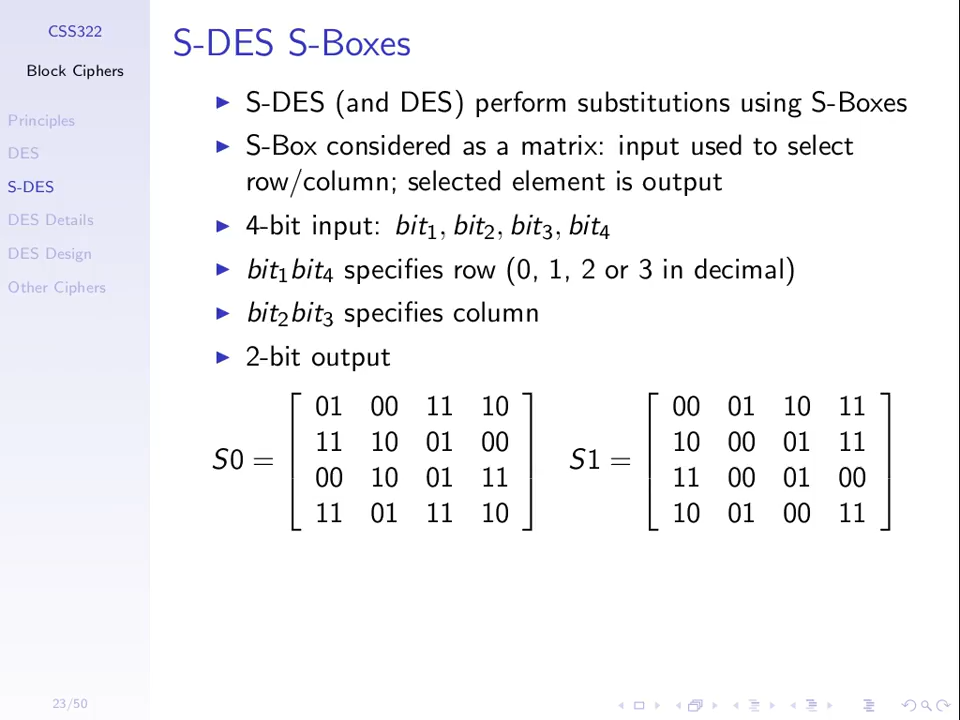 CSS322
Block Ciphers
Principles
DES
S-DES
DES Details
DES Design
Other Ciphers
23/50
S-DES S-Boxes
▶ S-DES (and DES) perform substitutions using S-Boxes
▶ S-Box considered as a matrix: input used to select
row/column; selected element is output
▶ 4-bit input: bit₁, bit₂, bit₃, bit₄
▶ bit₁bit₄ specifies row (0, 1, 2 or 3 in decimal)
▶ bit₂bit₃ specifies column
▶ 2-bit output
S0 =
01 00 11 10
11 10 01 00
00 10 01 11
11 01 11 10
S1 =
00 01 10 11
10 00 01 11
11 00 01 00
10 01 00 11